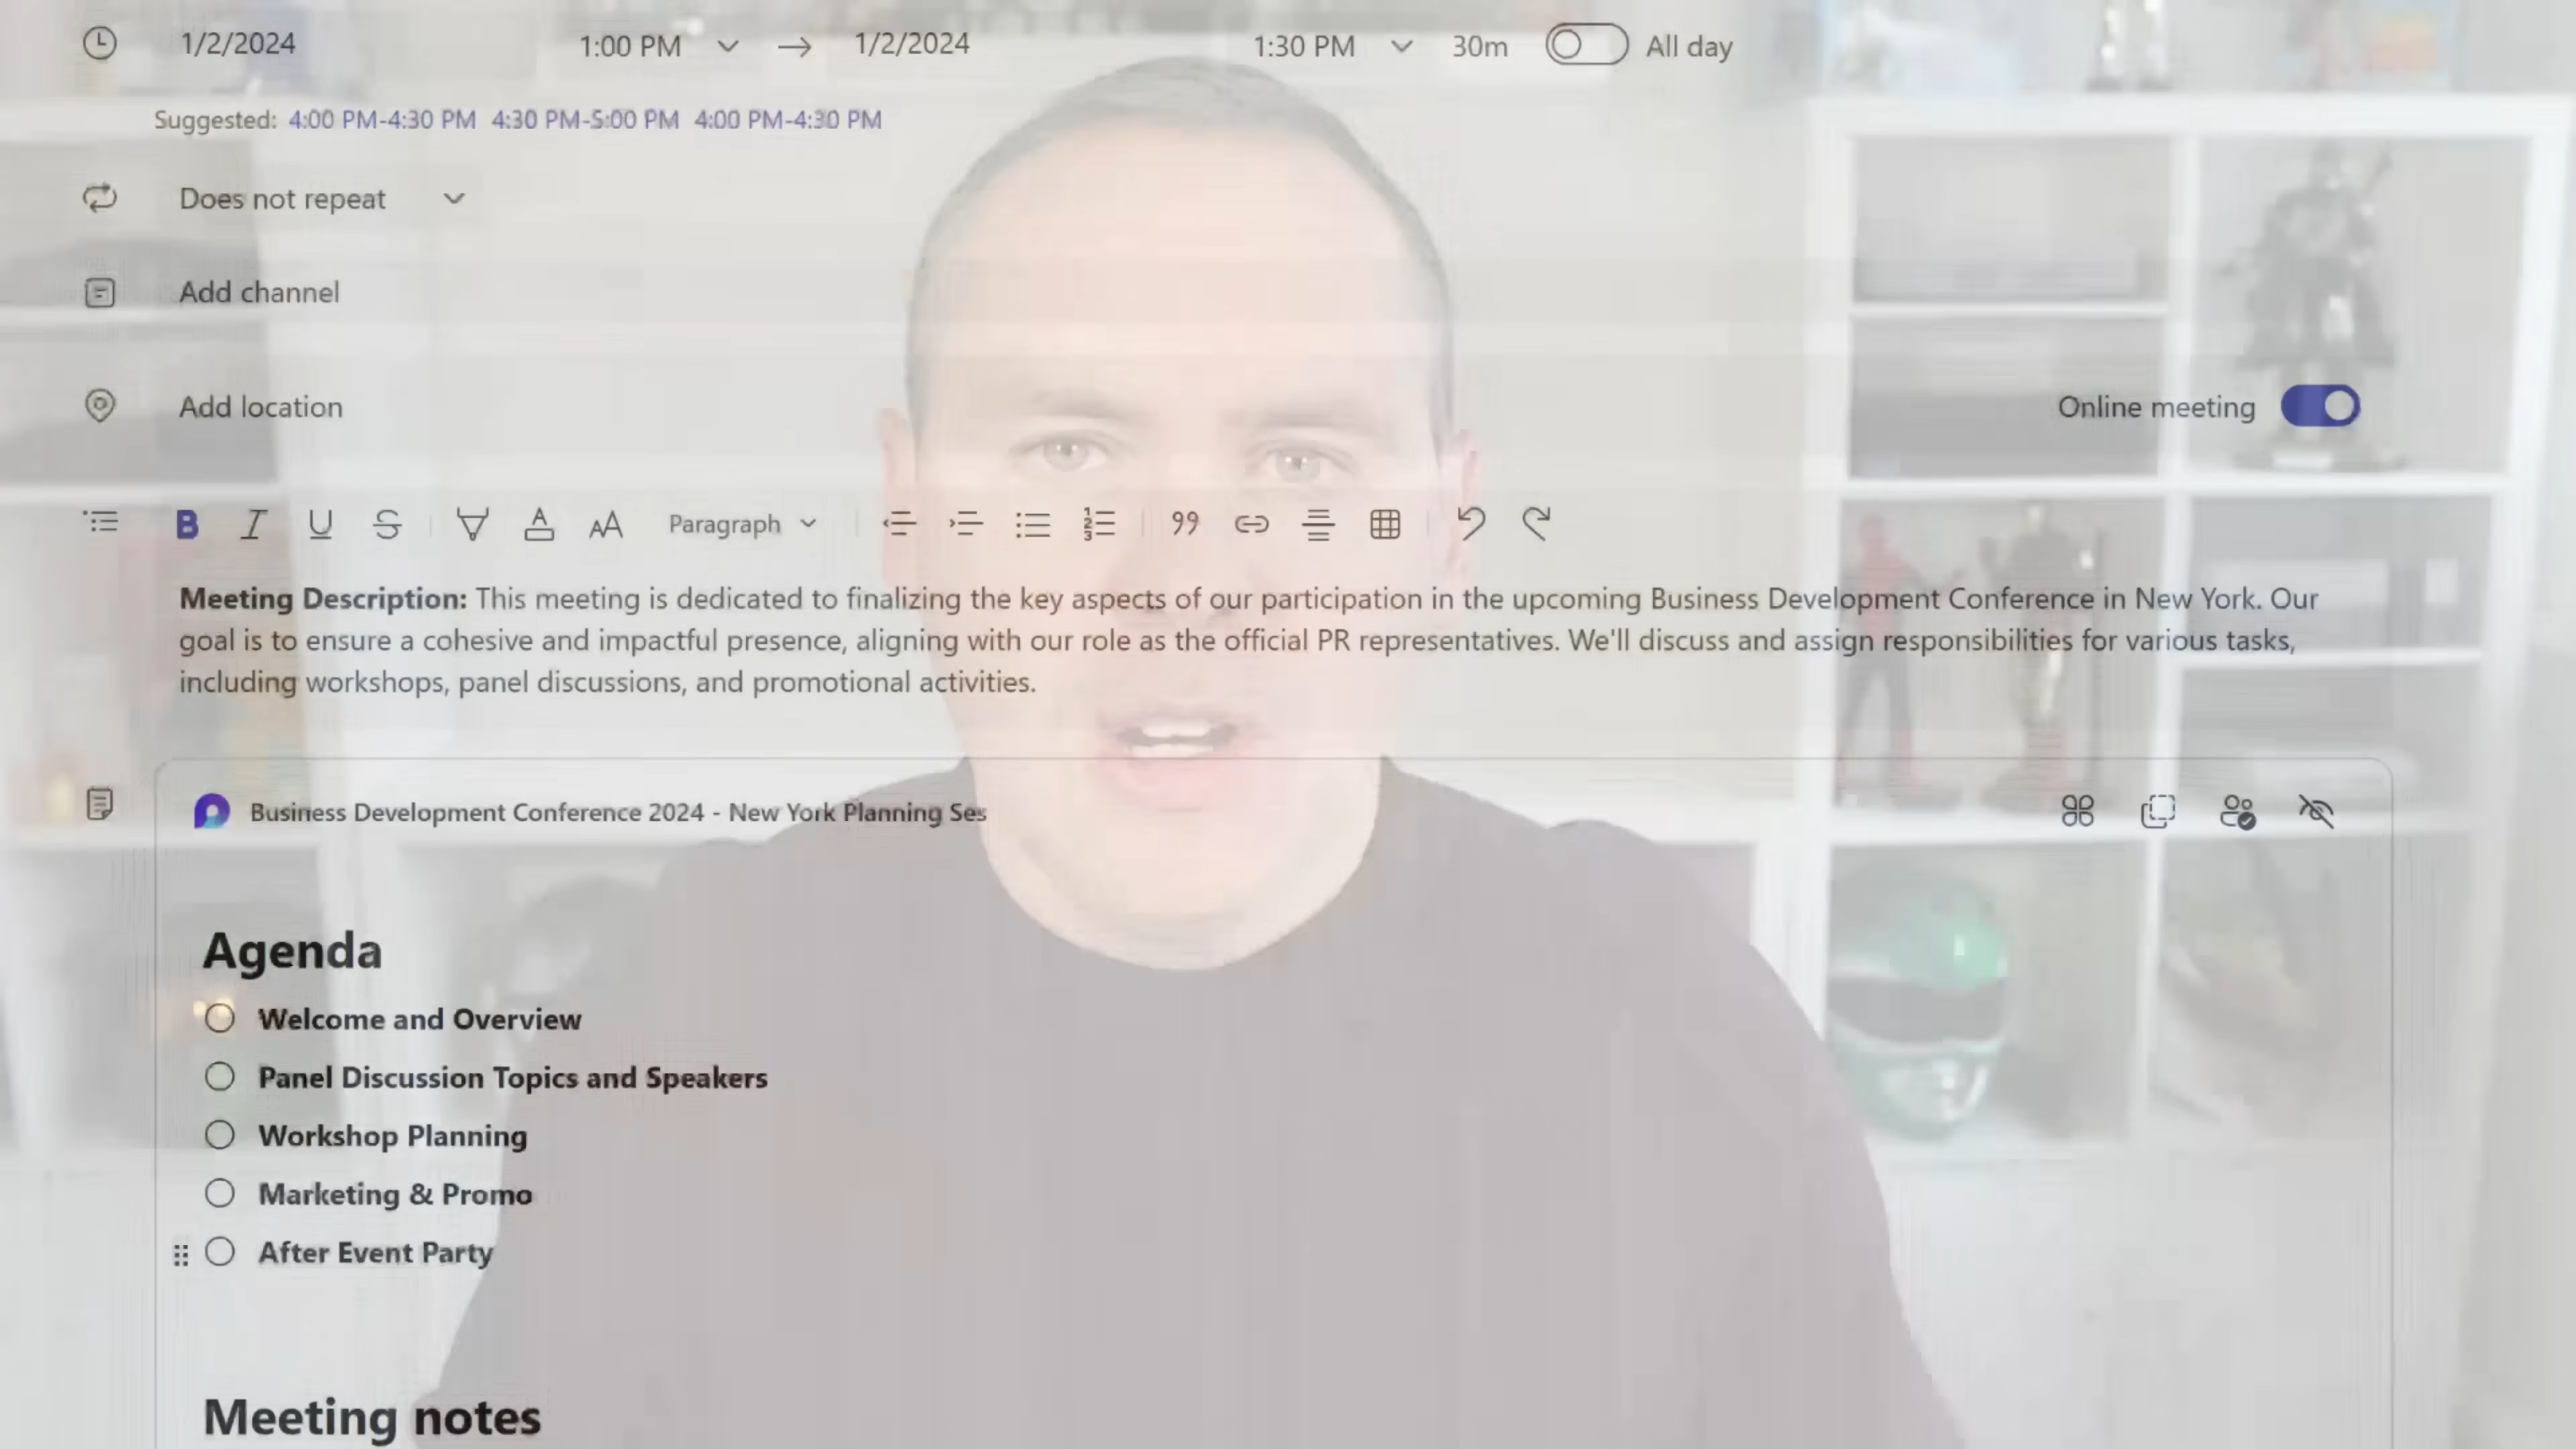 1/2/2024 1:00 PM → 1/2/2024 1:30 PM 30m All day
Suggested: 4:00 PM-4:30 PM 4:30 PM-5:00 PM 4:00 PM-4:30 PM
Does not repeat
Add channel
Add location Online meeting
B I U S A AA Paragraph 99
Meeting Description: This meeting is dedicated to finalizing the key aspects of our participation in the upcoming Business Development Conference in New York. Our
goal is to ensure a cohesive and impactful presence, aligning with our role as the official PR representatives. We'll discuss and assign responsibilities for various tasks,
including workshops, panel discussions, and promotional activities.
Business Development Conference 2024 - New York Planning Ses
Agenda
Welcome and Overview
Panel Discussion Topics and Speakers
Workshop Planning
Marketing & Promo
After Event Party
Meeting notes